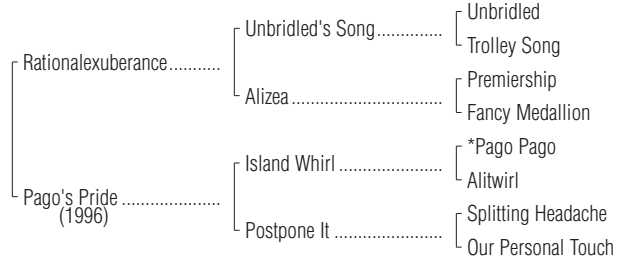 Unbridled
Unbridled's Song..............
Trolley Song
Rationalexuberance...........
Premiership
Alizea ................................
Fancy Medallion
*Pago Pago
Island Whirl ......................
Alitwirl
Pago's Pride .....................
(1996)
Splitting Headache
Postpone It .......................
Our Personal Touch